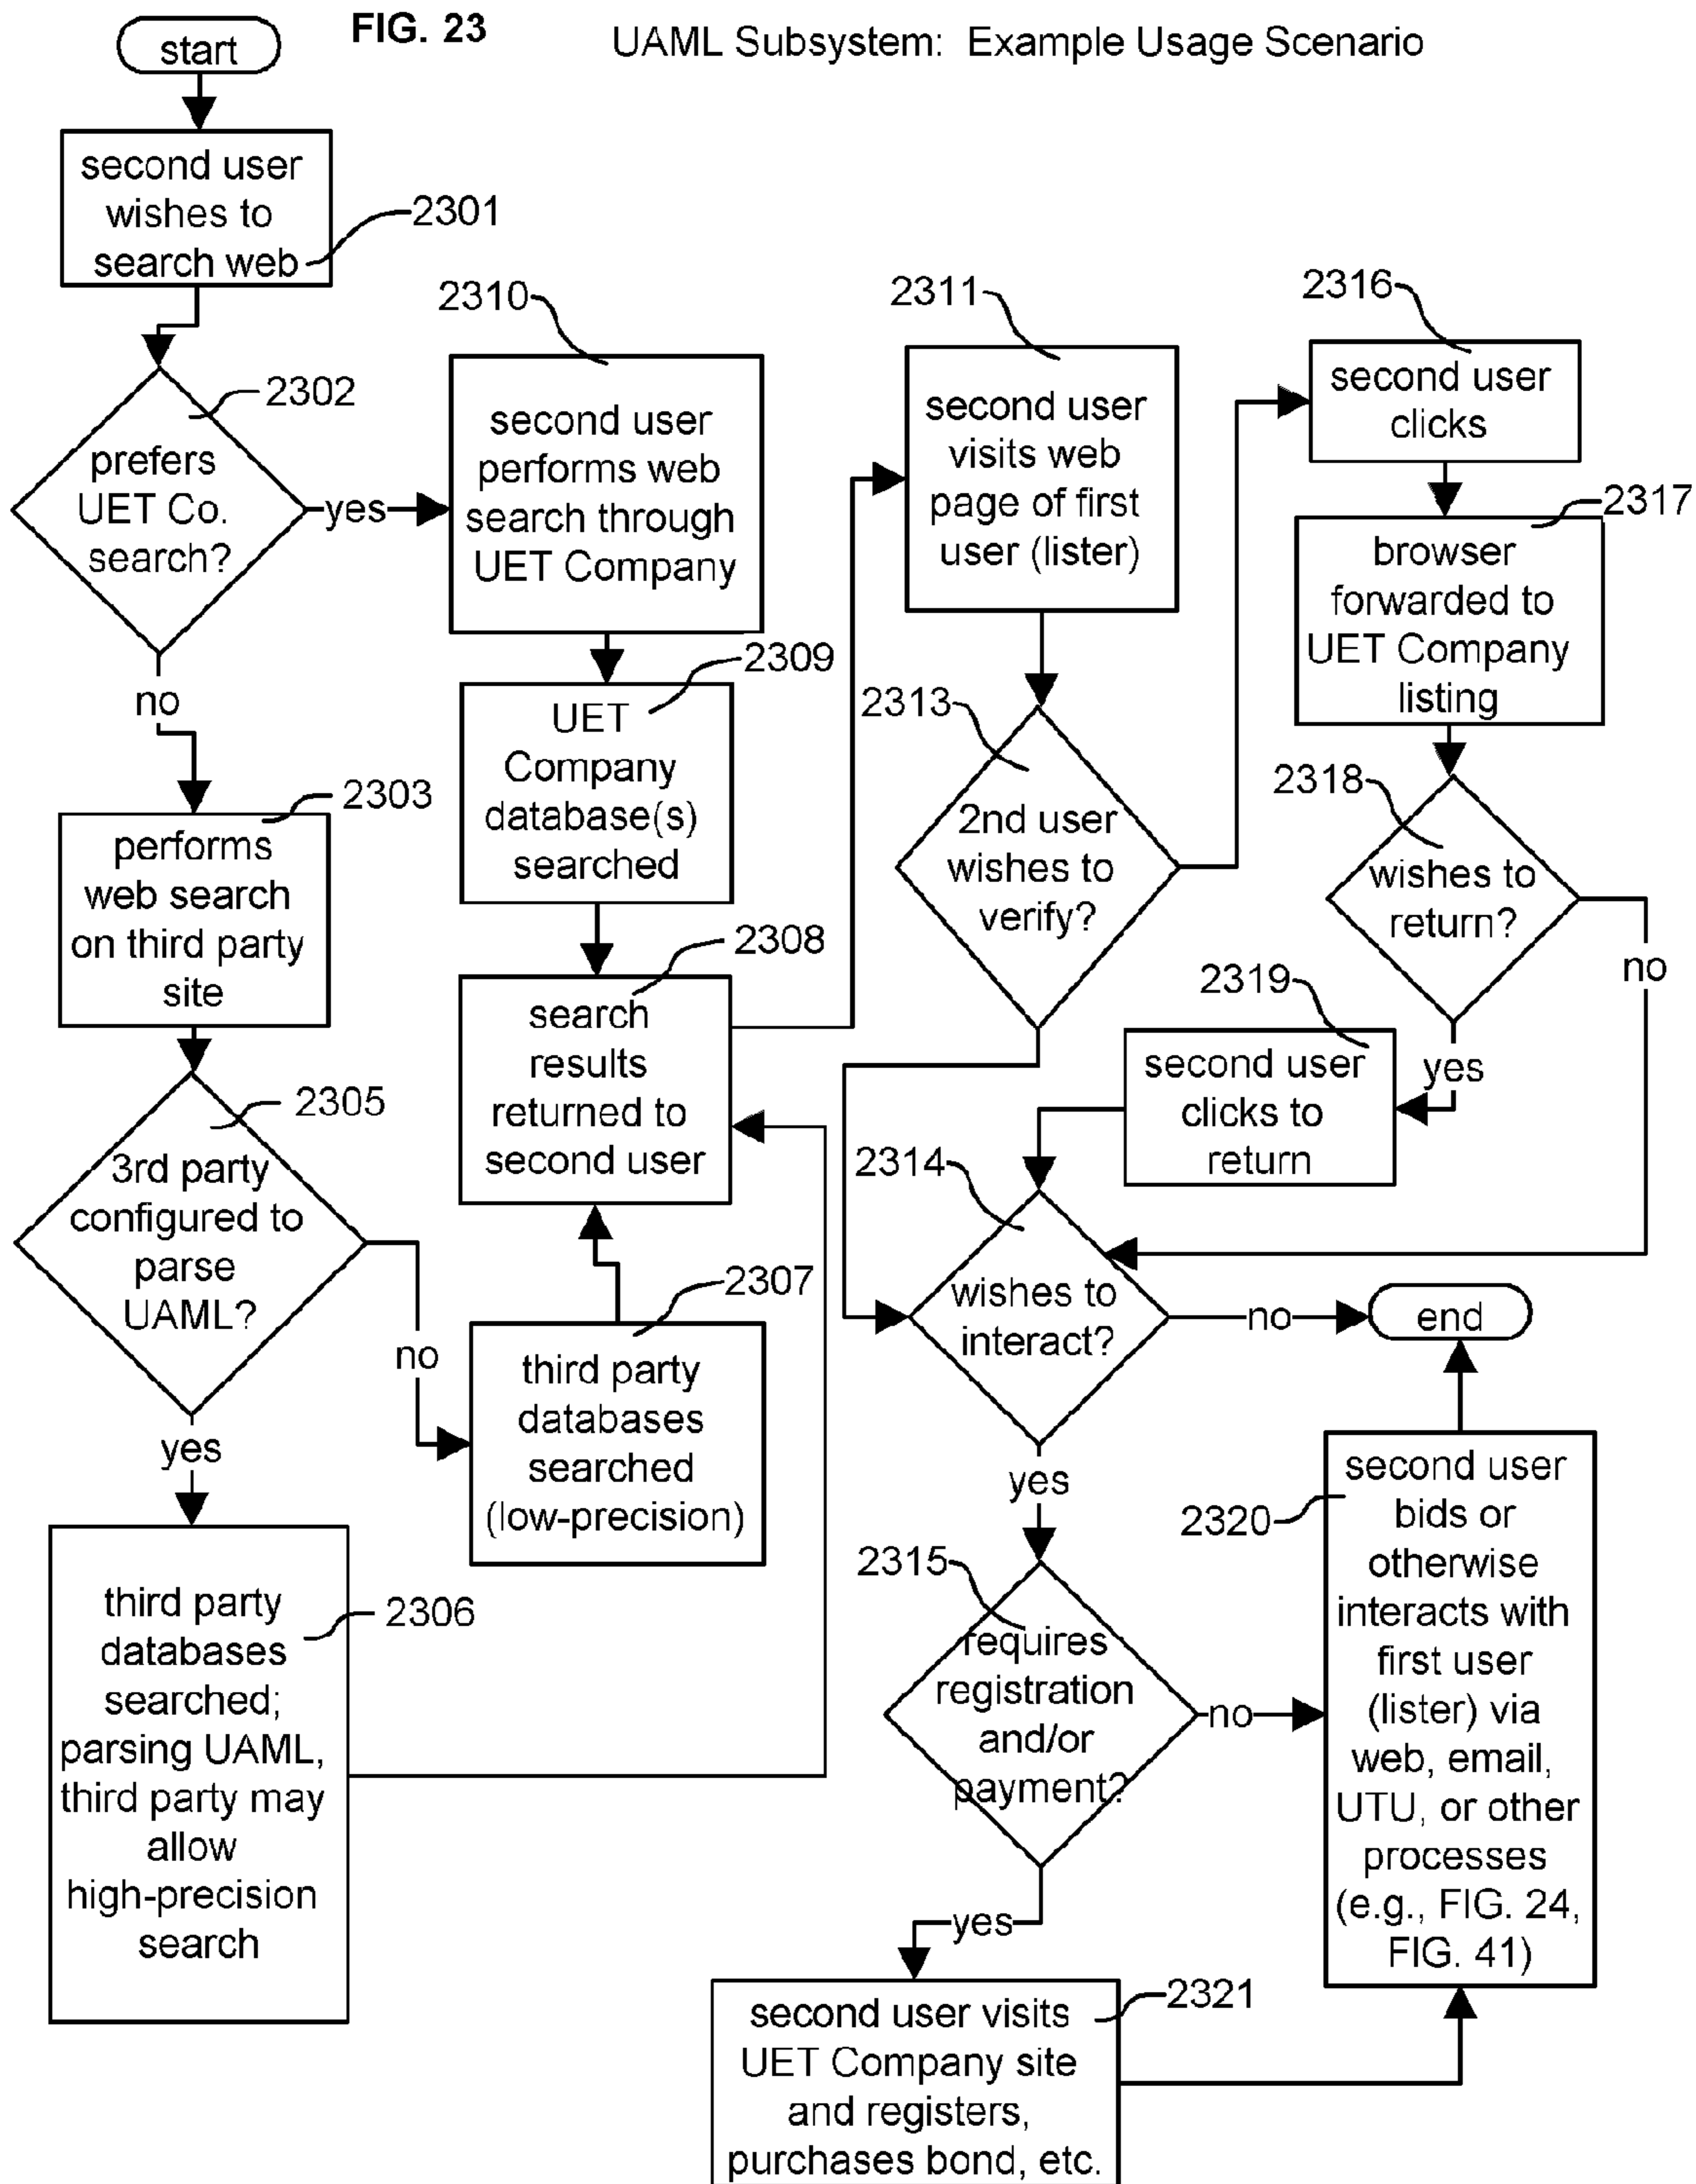 FIG. 23
UAML Subsystem: Example Usage Scenario
start
second user
wishes to
search web
2301
2302
prefers
UET Co.
search?
yes
no
2303
performs
web search
on third party
site
2305
3rd party
configured to
parse
UAML?
no
yes
2306
third party
databases
searched;
parsing UAML,
third party may
allow
high-precision
search
2310
second user
performs web
search through
UET Company
2309
UET
Company
database(s)
searched
2308
search
results
returned to
second user
2307
third party
databases
searched
(low-precision)
2311
second user
visits web
page of first
user (lister)
2313
2nd user
wishes to
verify?
2316
second user
clicks
2317
browser
forwarded to
UET Company
listing
2318
wishes to
return?
no
yes
2319
second user
clicks to
return
2314
wishes to
interact?
no
end
yes
2315
requires
registration
and/or
payment?
no
yes
2320
second user
bids or
otherwise
interacts with
first user
(lister) via
web, email,
UTU, or other
processes
(e.g., FIG. 24,
FIG. 41)
2321
second user visits
UET Company site
and registers,
purchases bond, etc.